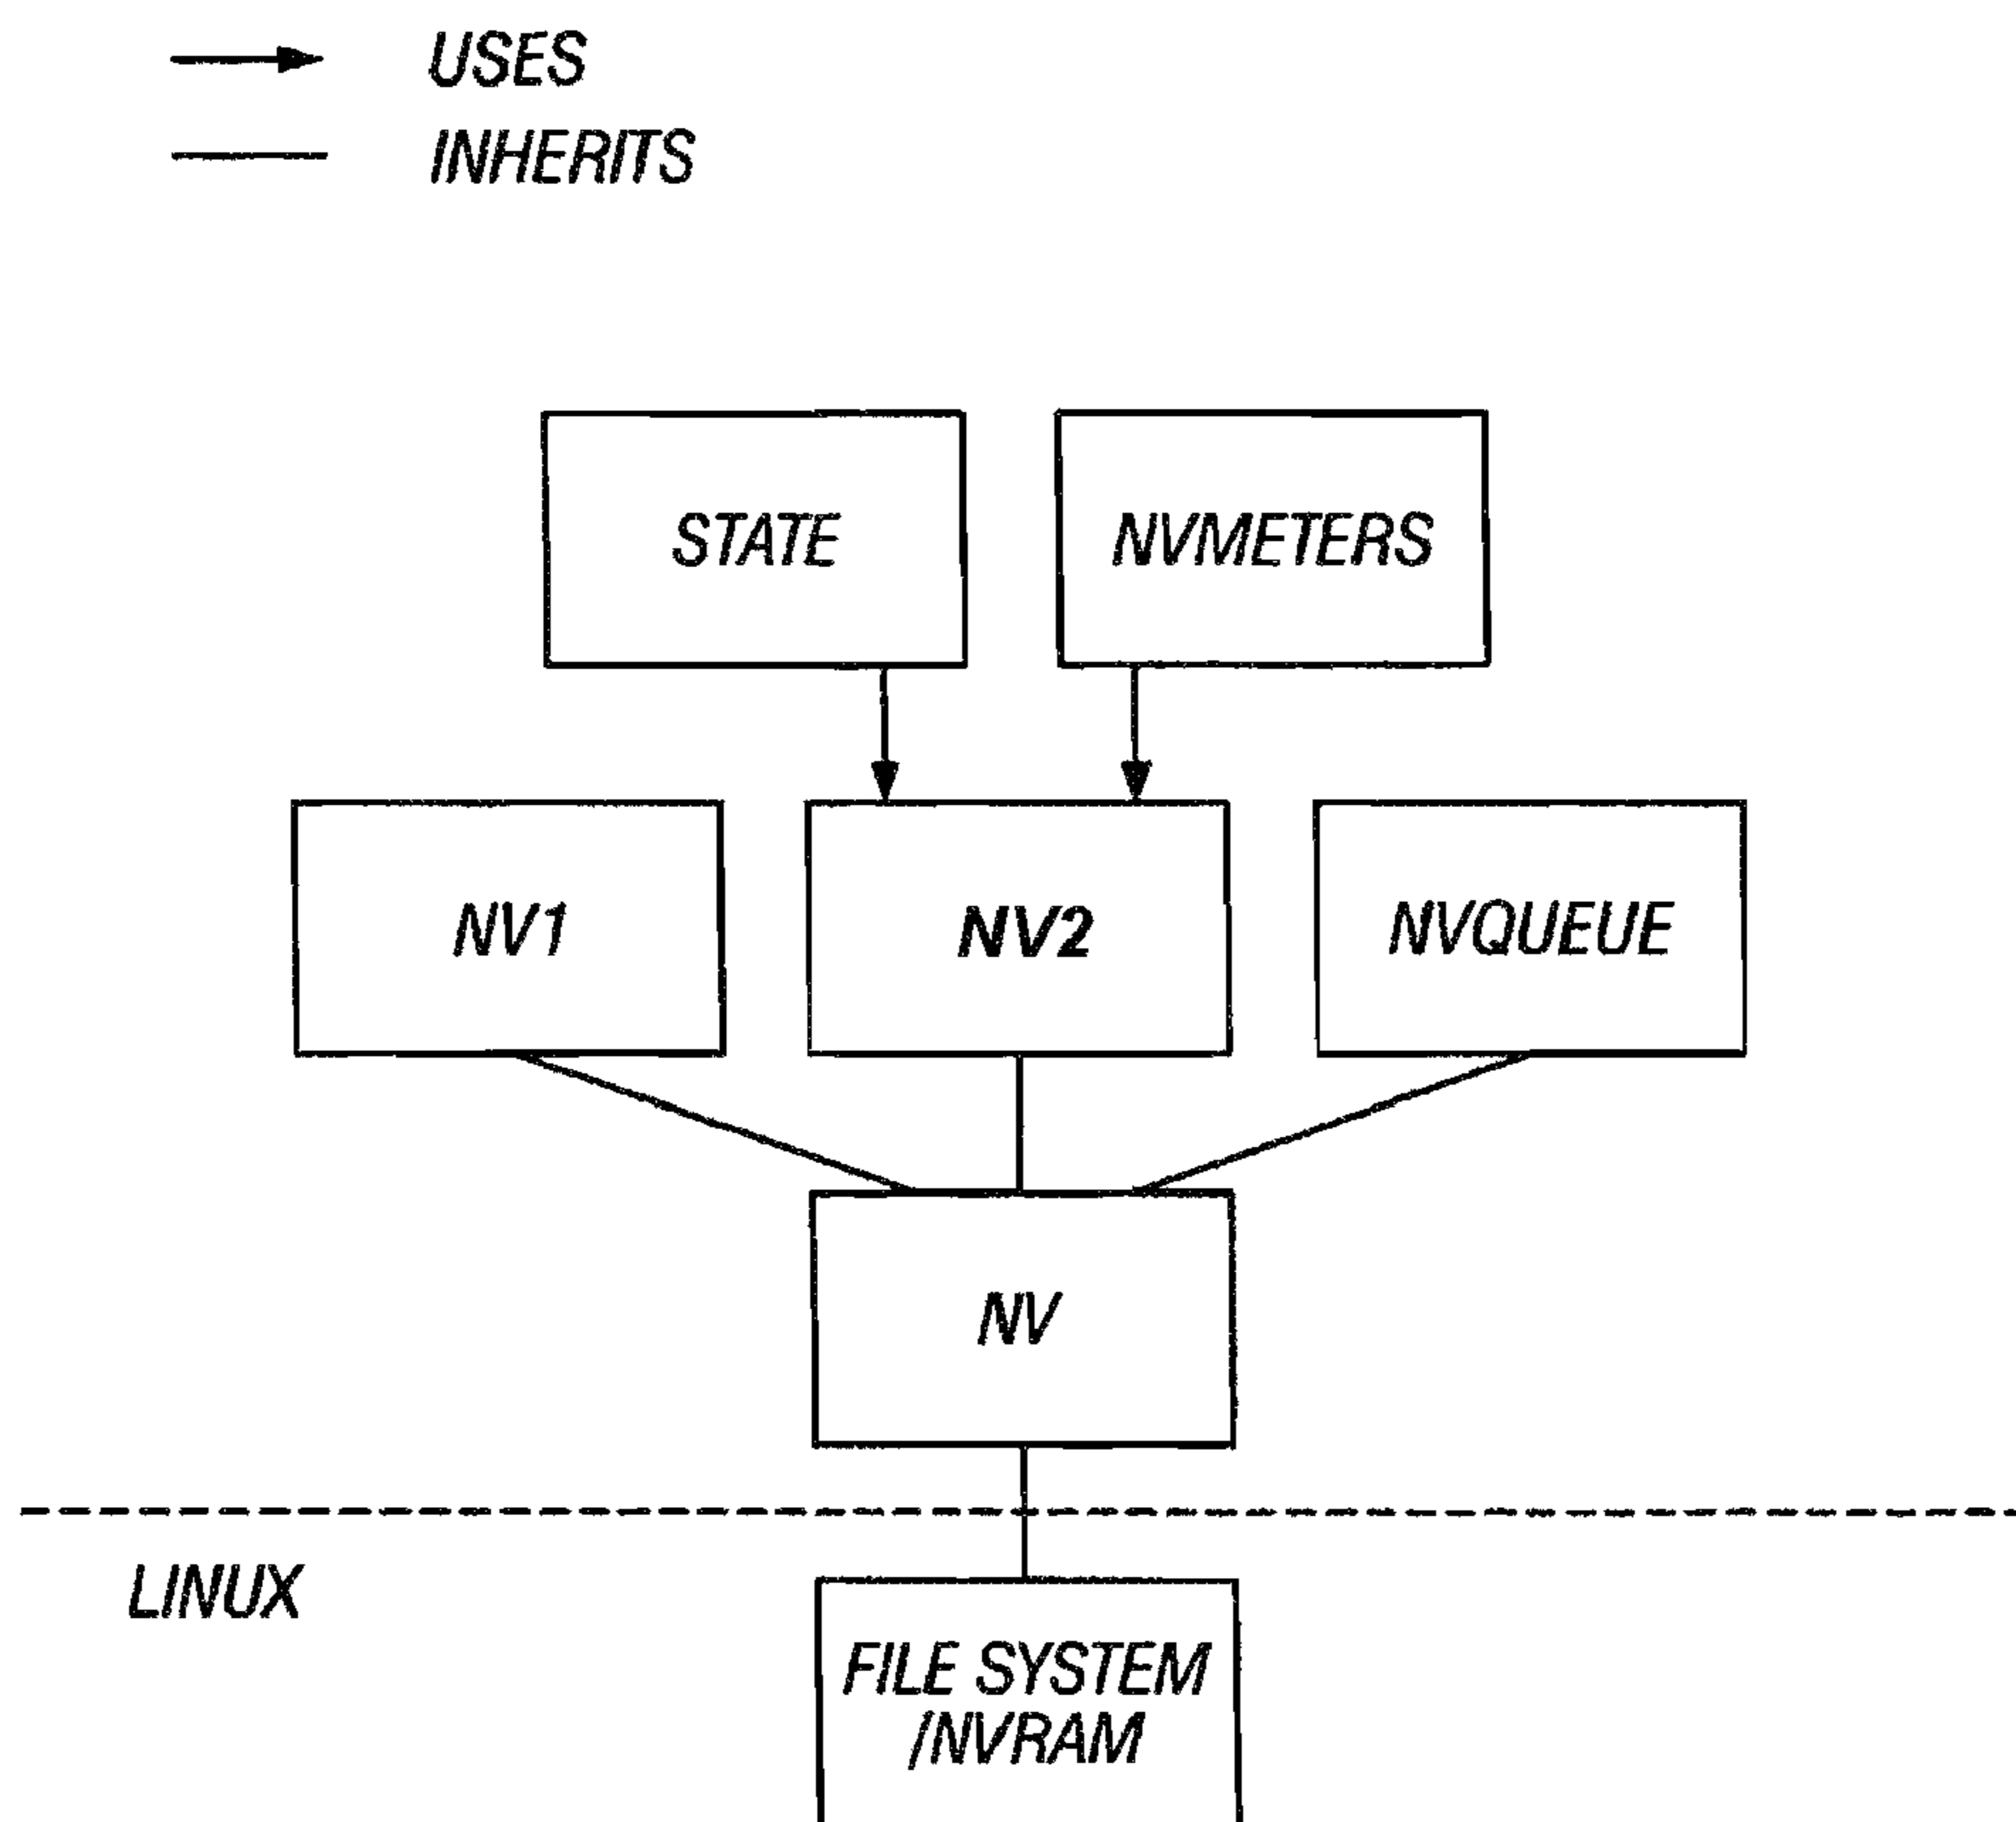 USES
INHERITS
STATE
NVMETERS
NV1
NV2
NVQUEUE
NV
LINUX
FILE SYSTEM
/NVRAM